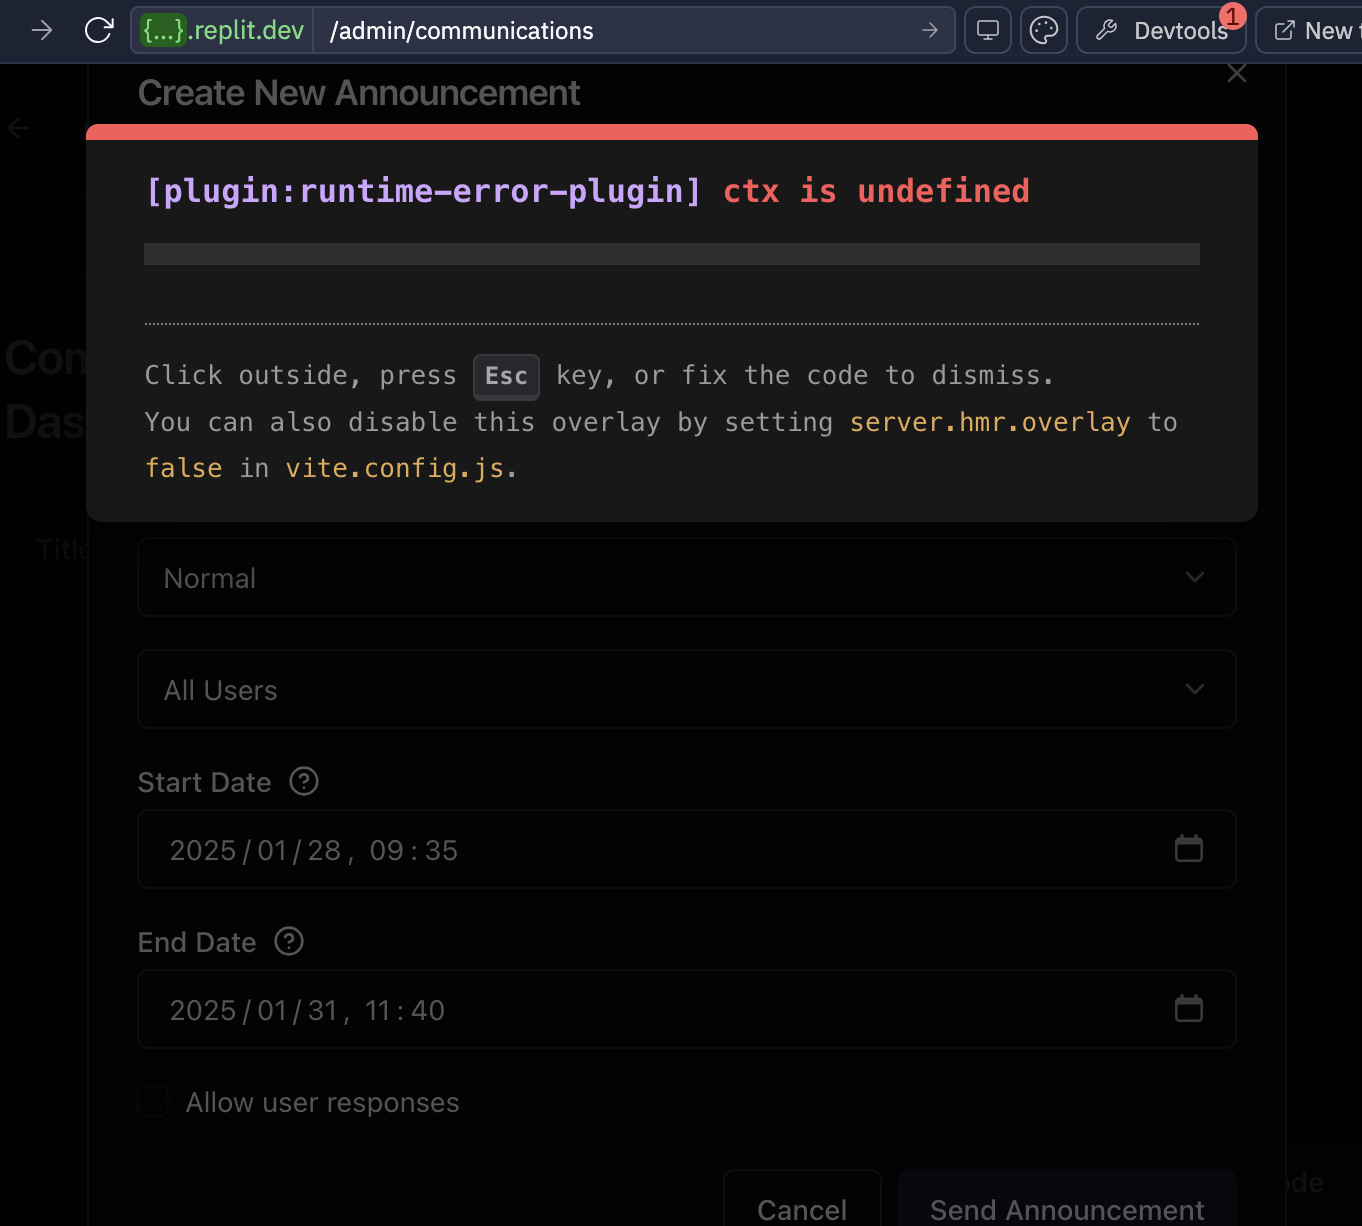 {...}.replit.dev /admin/communications Devtools 1 New
Create New Announcement
[plugin:runtime-error-plugin] ctx is undefined
Click outside, press Esc key, or fix the code to dismiss.
You can also disable this overlay by setting server.hmr.overlay to
false in vite.config.js.
Con
Das
Title
Normal
All Users
Start Date ?
2025/01/28, 09:35
End Date ?
2025/01/31, 11:40
Allow user responses
Cancel Send Announcement